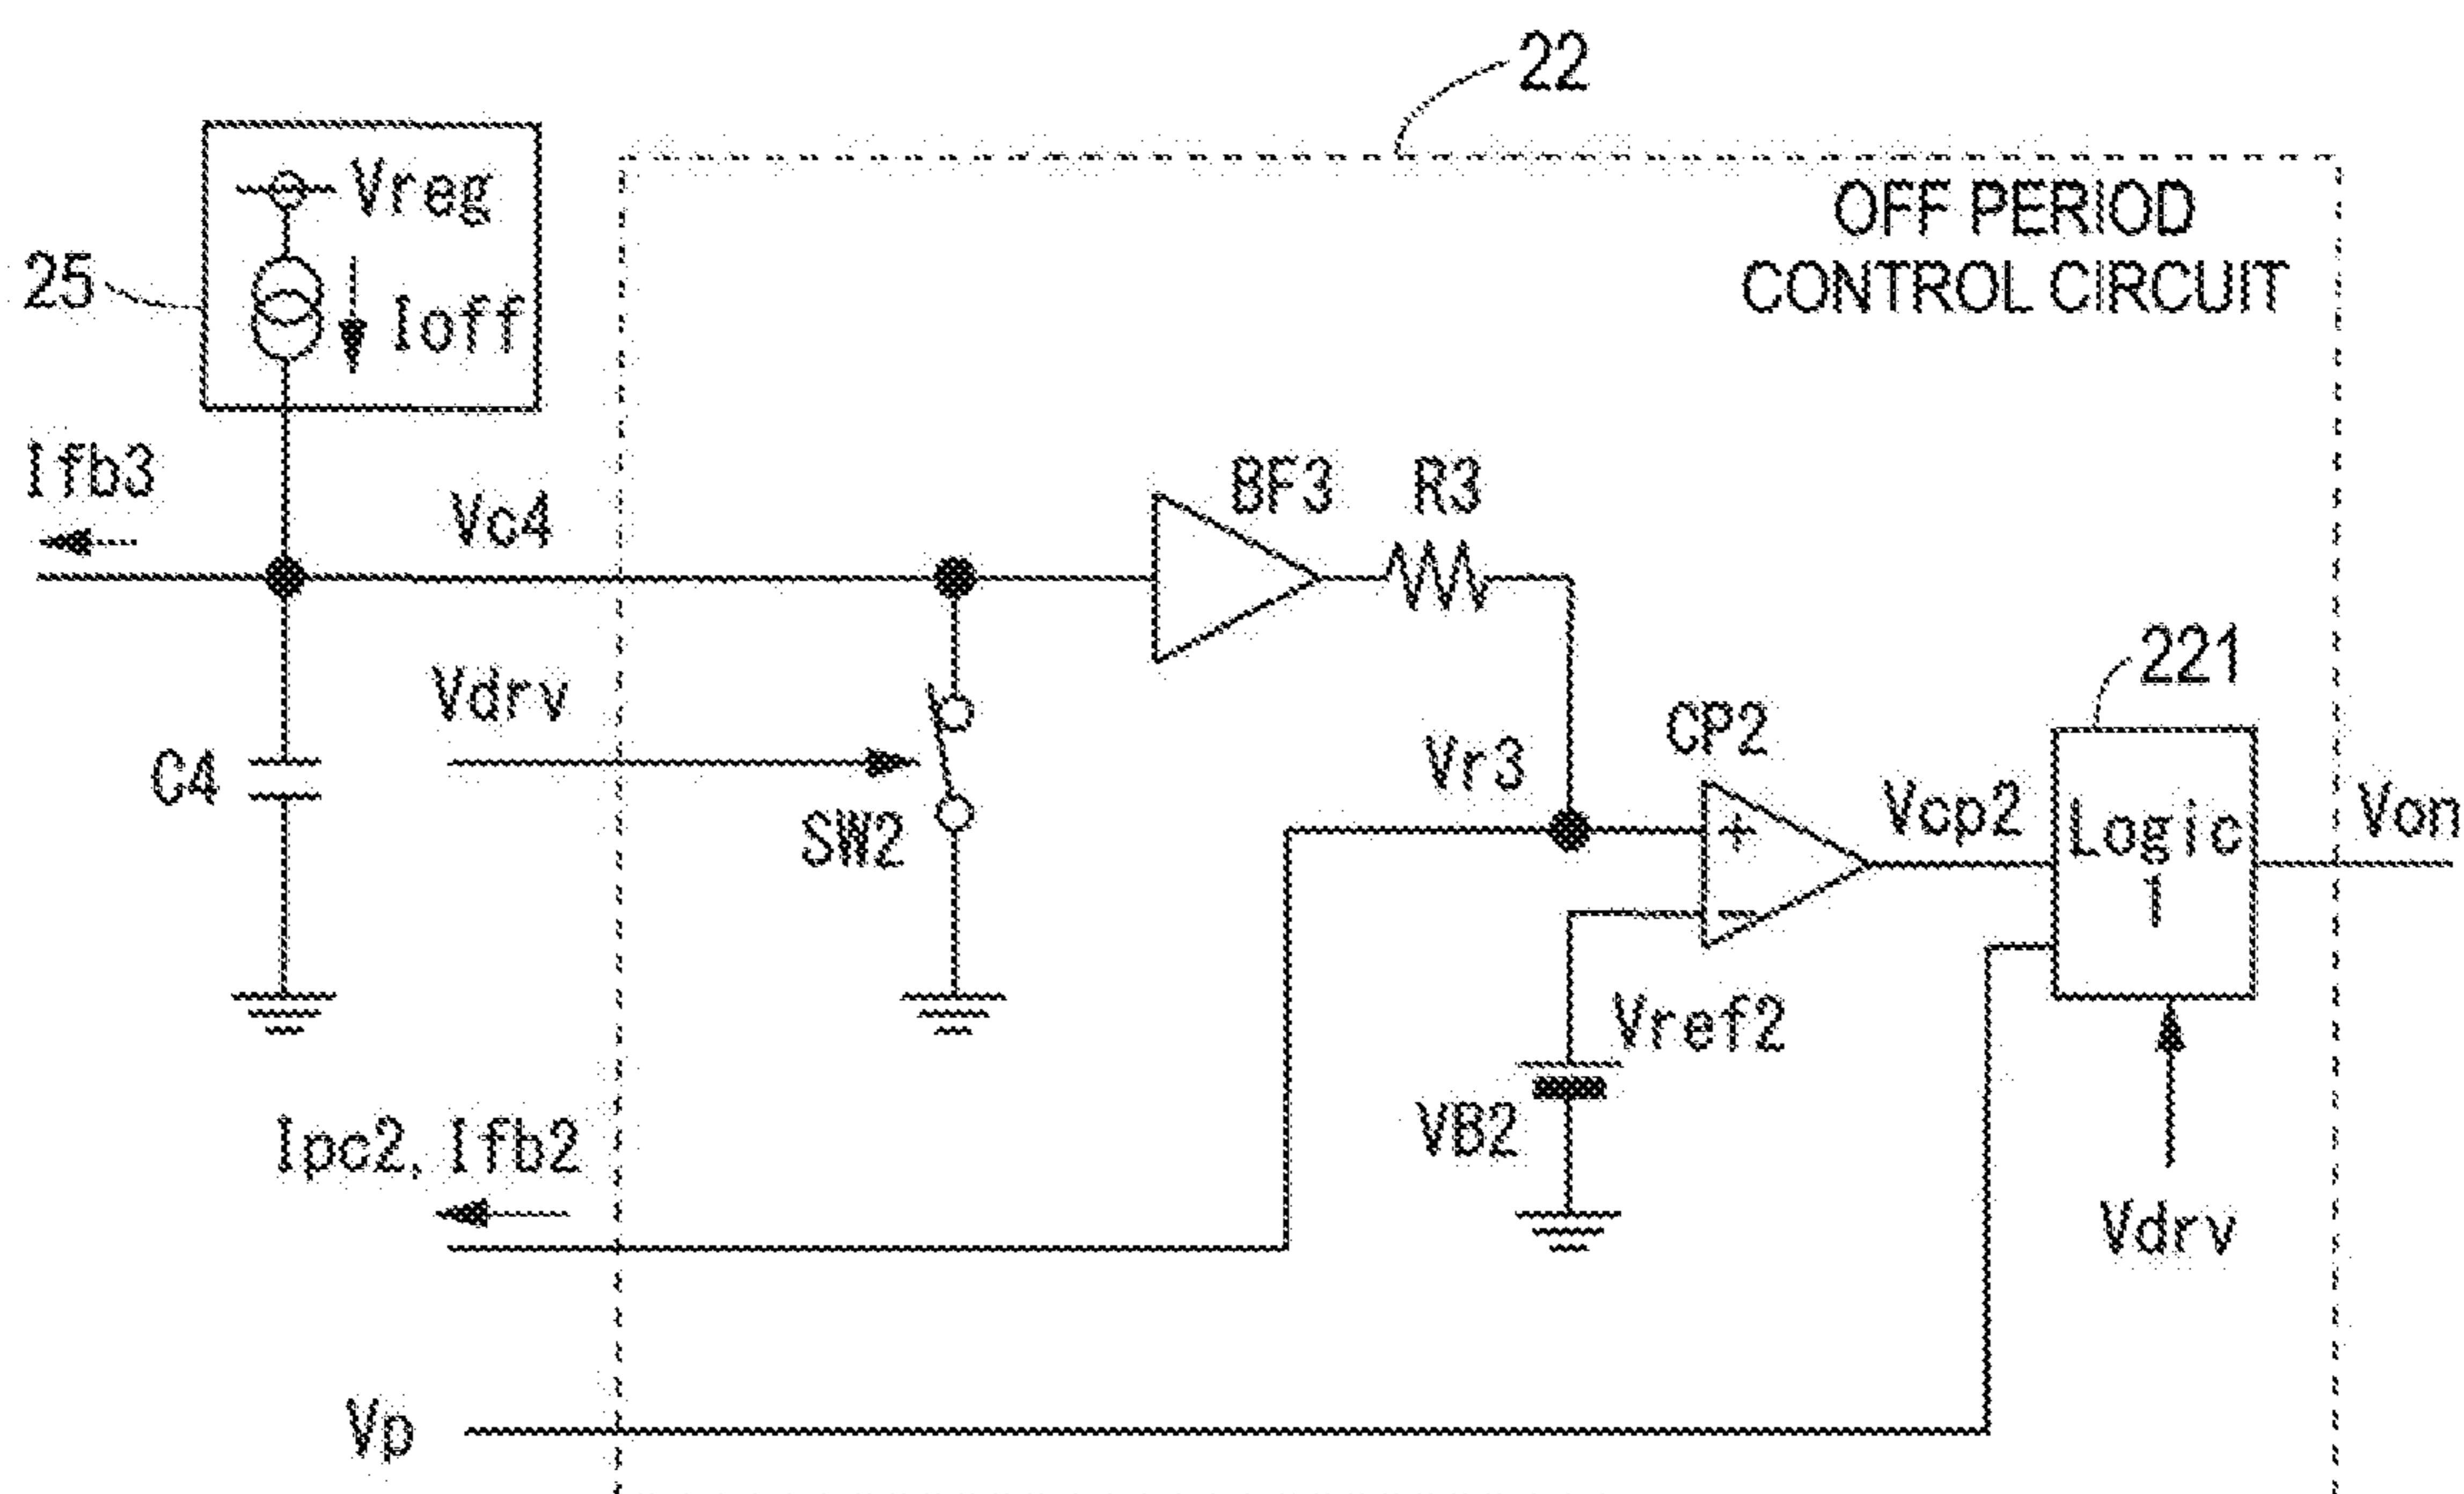 22
Vreg
OFF PERIOD
CONTROL CIRCUIT
25
Ioff
Ifb3
Vc4
BF3
R3
221
Vdrv
CP2
Vr3
C4
Vcp2
Logic
1
Von
SW2
+
−
Vref2
Ipc2, Ifb2
VB2
Vdrv
Vp